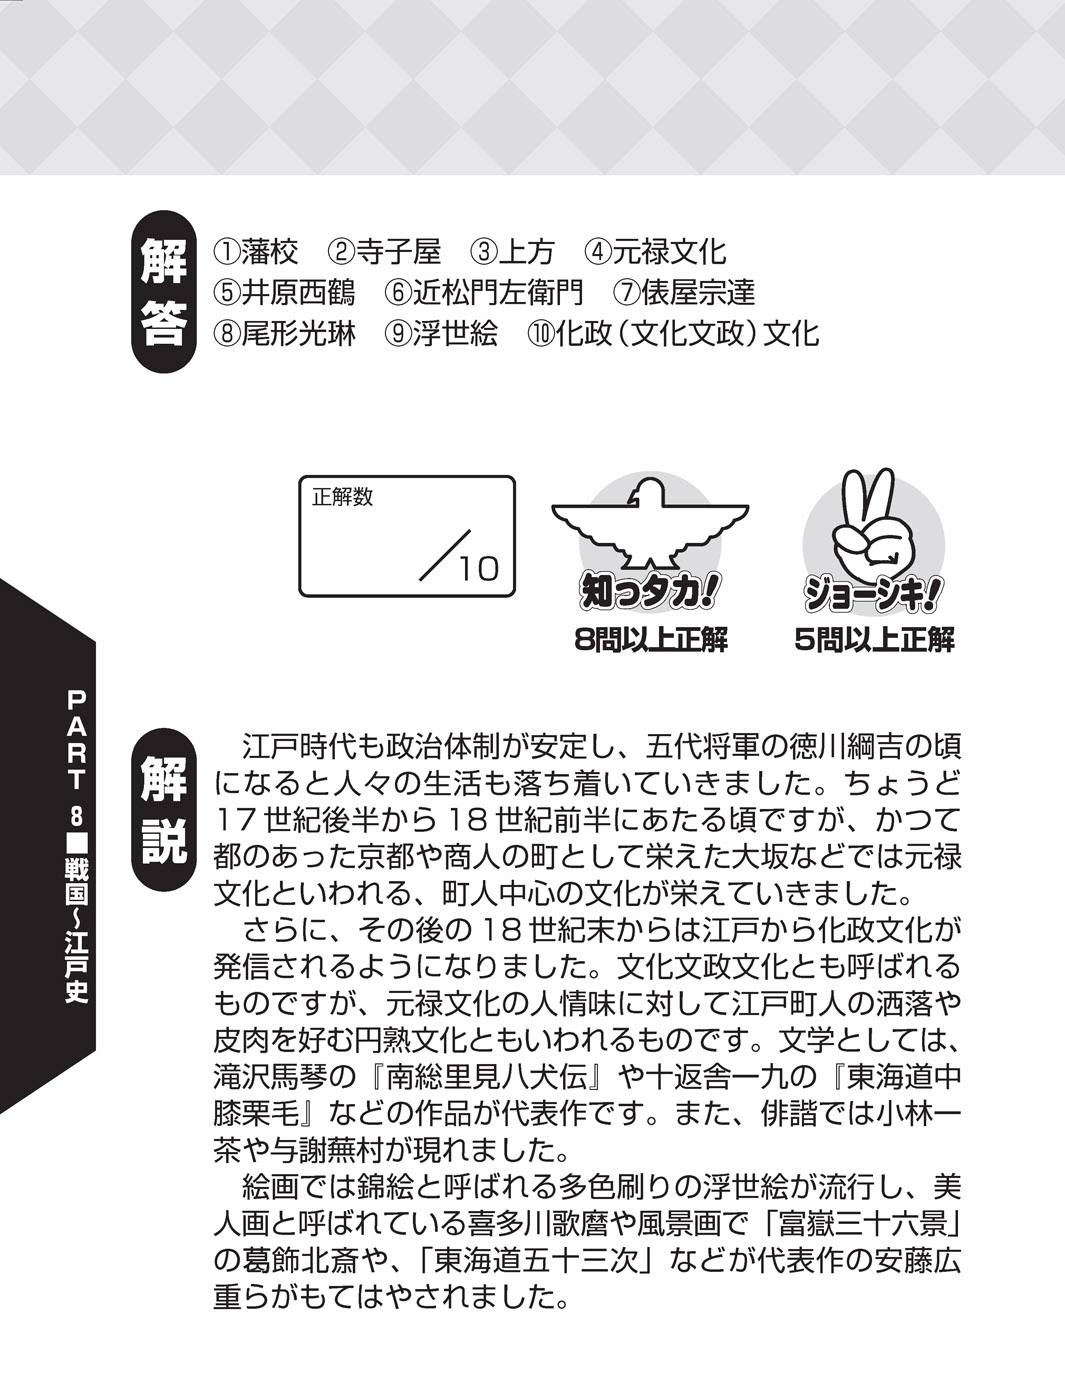 解答
①藩校　②寺子屋　③上方　④元禄文化
⑤井原西鶴　⑥近松門左衛門　⑦俵屋宗達
⑧尾形光琳　⑨浮世絵　⑩化政（文化文政）文化
正解数
／10
知っタカ！
8問以上正解
ジョーシキ！
5問以上正解
PART 8■戦国〜江戸史
解説
　江戸時代も政治体制が安定し、五代将軍の徳川綱吉の頃
になると人々の生活も落ち着いていきました。ちょうど
17世紀後半から18世紀前半にあたる頃ですが、かつて
都のあった京都や商人の町として栄えた大坂などでは元禄
文化といわれる、町人中心の文化が栄えていきました。
　さらに、その後の18世紀末からは江戸から化政文化が
発信されるようになりました。文化文政文化とも呼ばれる
ものですが、元禄文化の人情味に対して江戸町人の洒落や
皮肉を好む円熟文化ともいわれるものです。文学としては、
滝沢馬琴の『南総里見八犬伝』や十返舎一九の『東海道中
膝栗毛』などの作品が代表作です。また、俳諧では小林一
茶や与謝蕪村が現れました。
　絵画では錦絵と呼ばれる多色刷りの浮世絵が流行し、美
人画と呼ばれている喜多川歌麿や風景画で「富嶽三十六景」
の葛飾北斎や、「東海道五十三次」などが代表作の安藤広
重らがもてはやされました。